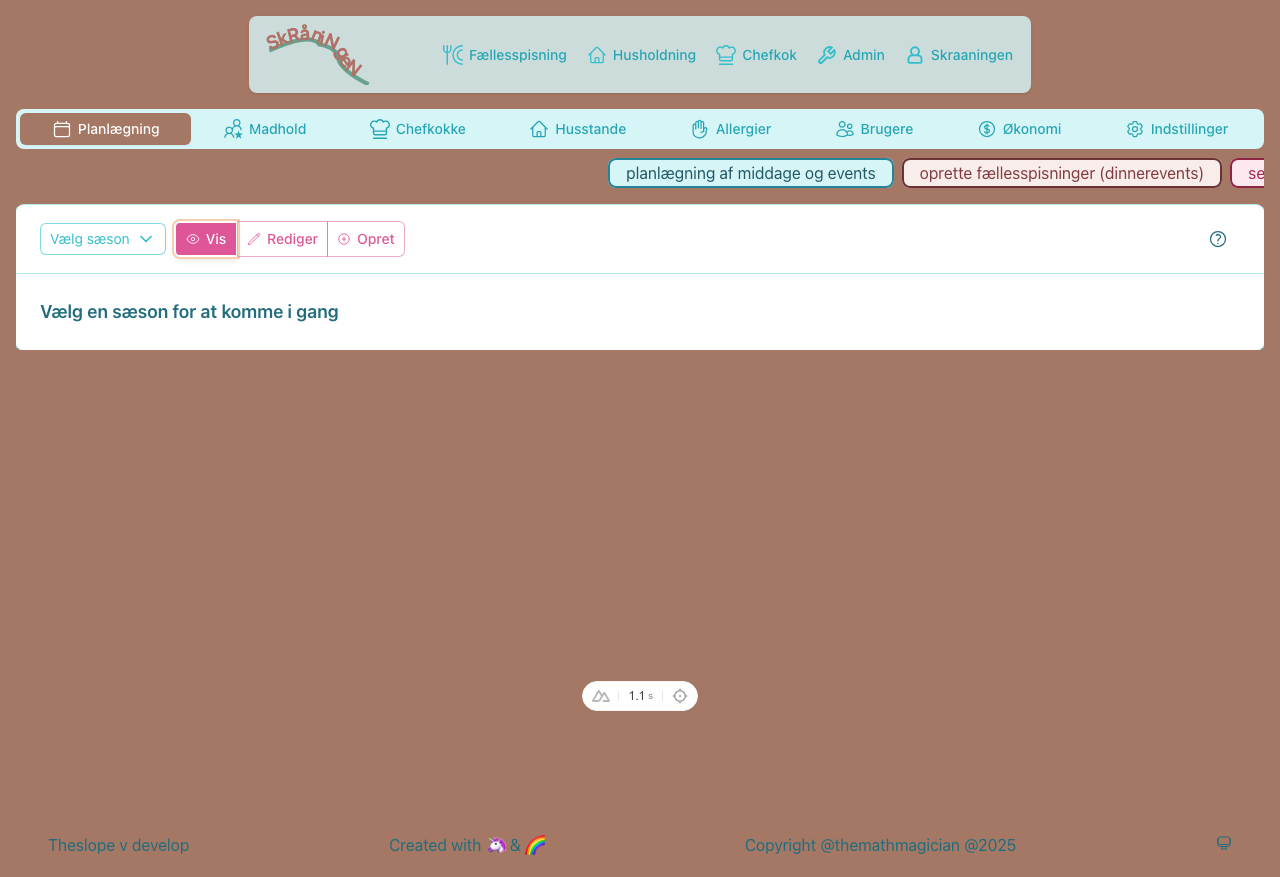 SkRåniNgeN
Fællesspisning Husholdning Chefkok Admin Skraaningen
Planlægning Madhold Chefkokke Husstande Allergier Brugere Økonomi Indstillinger
planlægning af middage og events oprette fællesspisninger (dinnerevents) se
Vælg sæson Vis Rediger Opret
Vælg en sæson for at komme i gang
1.1 s
Theslope v develop Created with 🦄 & 🌈 Copyright @themathmagician @2025